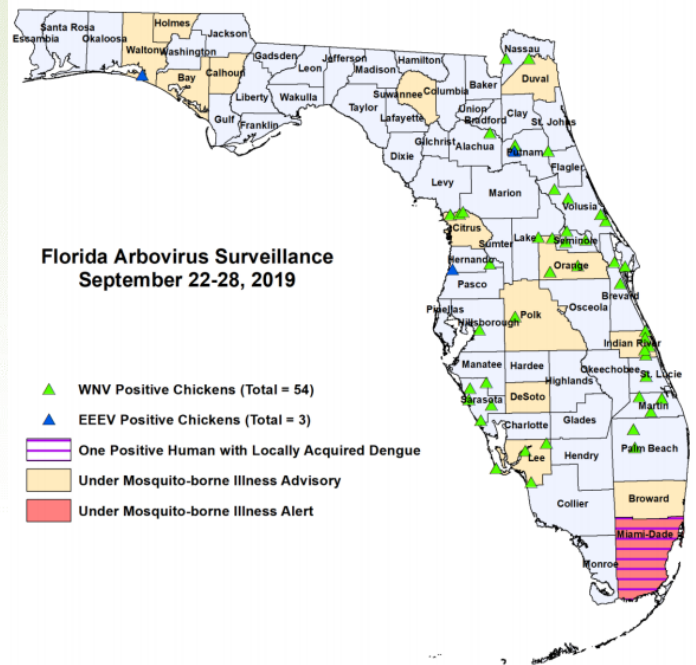 Holmes
Santa Rosa
Jackson
Escambia
Okaloosa
Walton
Washington
Nassau
Gadsden
Jefferson
Hamilton
Leon
Madison
Bay
Calhoun
Duval
Baker
Suwannee
Columbia
Liberty
Wakulla
Taylor
Union
Clay
Bradford
St. Johns
Lafayette
Gulf
Franklin
Gilchrist
Alachua
Putnam
Dixie
Flagler
Levy
Marion
Volusia
Citrus
Lake
Seminole
Sumter
Hernando
Orange
Florida Arbovirus Surveillance
September 22-28, 2019
Pasco
Brevard
Osceola
Pinellas
Polk
Hillsborough
Indian River
Manatee
Hardee
Okeechobee
St. Lucie
Highlands
WNV Positive Chickens (Total = 54)
Sarasota
DeSoto
Martin
EEEV Positive Chickens (Total = 3)
Charlotte
Glades
One Positive Human with Locally Acquired Dengue
Lee
Hendry
Palm Beach
Under Mosquito-borne Illness Advisory
Broward
Collier
Under Mosquito-borne Illness Alert
Miami-Dade
Monroe